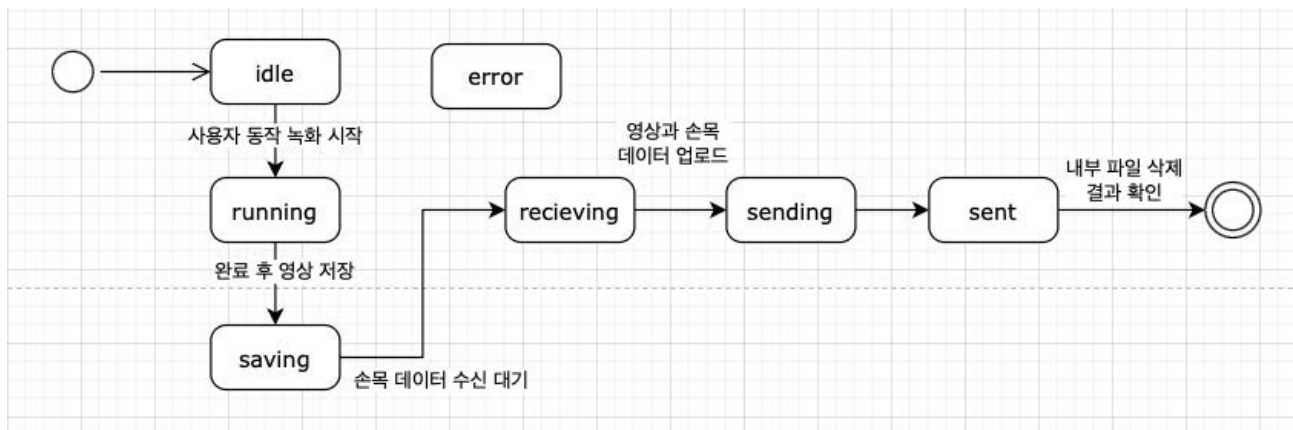 idle
error
사용자 동작 녹화 시작
영상과 손목
데이터 업로드
내부 파일 삭제
결과 확인
running
recieving
sending
sent
완료 후 영상 저장
saving
손목 데이터 수신 대기